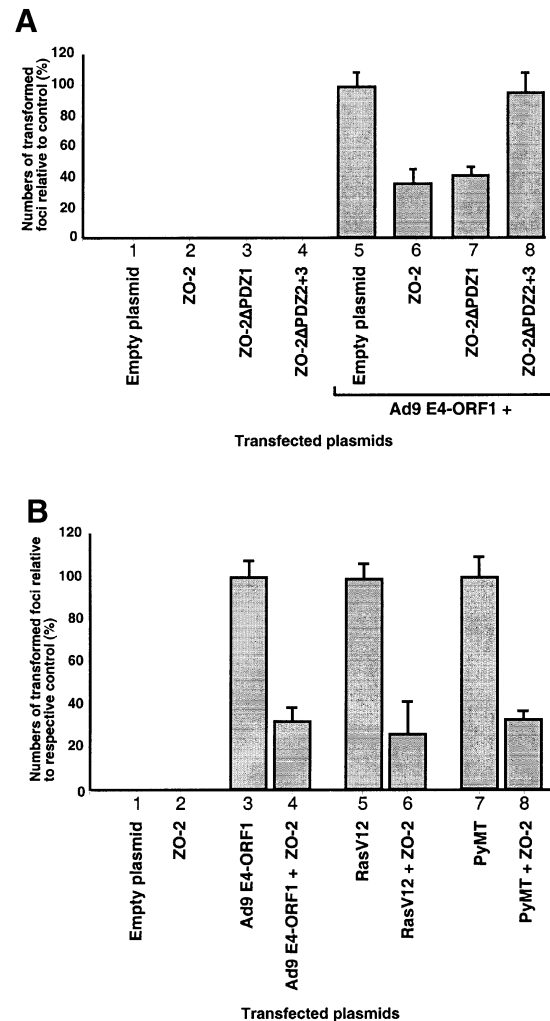 A
Numbers of transformed
foci relative to control (%)
120
100
80
60
40
20
0
1 2 3 4 5 6 7 8
Empty plasmid
ZO-2
ZO-2ΔPDZ1
ZO-2ΔPDZ2+3
Empty plasmid
ZO-2
ZO-2ΔPDZ1
ZO-2ΔPDZ2+3
Ad9 E4-ORF1 +
Transfected plasmids
B
Numbers of transformed foci relative
to respective control (%)
120
100
80
60
40
20
0
1 2 3 4 5 6 7 8
Empty plasmid
ZO-2
Ad9 E4-ORF1
Ad9 E4-ORF1 + ZO-2
RasV12
RasV12 + ZO-2
PyMT
PyMT + ZO-2
Transfected plasmids